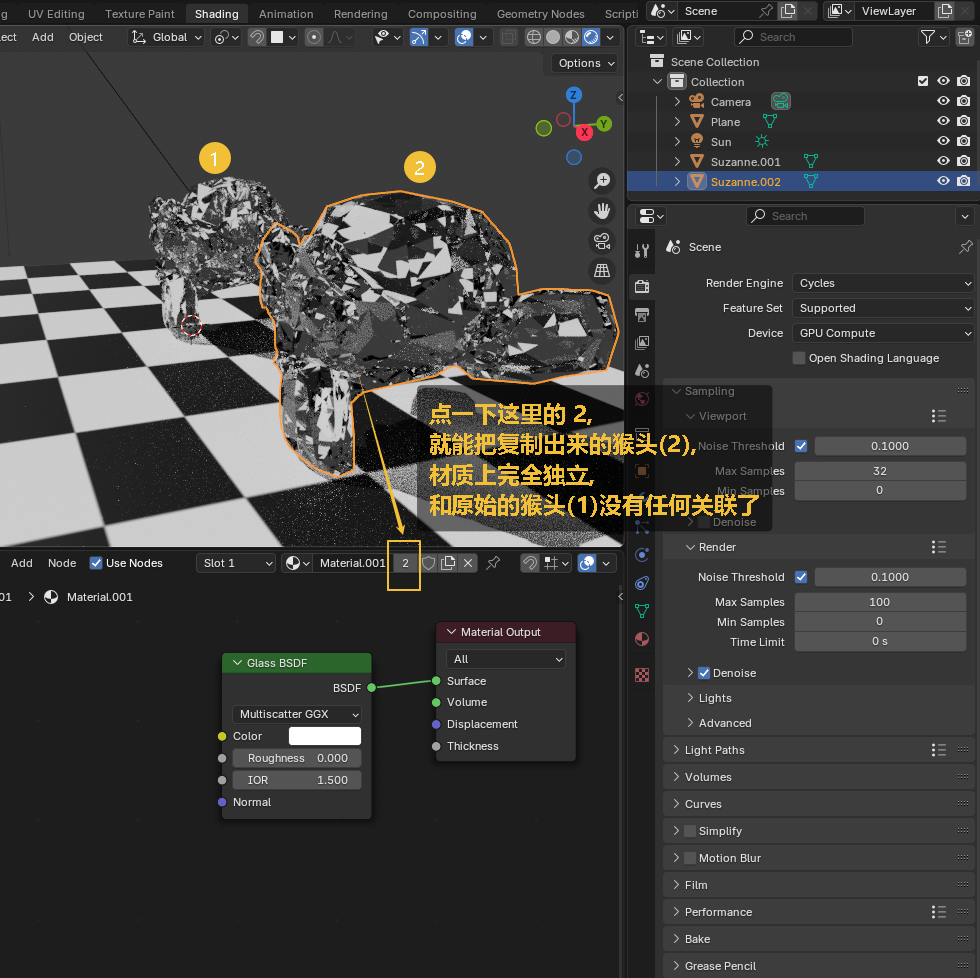 UV Editing Texture Paint Shading Animation Rendering Compositing Geometry Nodes Scripti
Scene ViewLayer
ect Add Object Global
Search
Options
Scene Collection
Collection
Camera
Plane
Sun
Suzanne.001
Suzanne.002
Z
Y
X
1
2
Search
Scene
Render Engine Cycles
Feature Set Supported
Device GPU Compute
Open Shading Language
Sampling
Viewport
Noise Threshold 0.1000
Max Samples 32
Min Samples 0
Denoise
点一下这里的 2,
就能把复制出来的猴头(2),
材质上完全独立,
和原始的猴头(1)没有任何关联了
Render
Noise Threshold 0.1000
Max Samples 100
Min Samples 0
Time Limit 0 s
Denoise
Lights
Advanced
Light Paths
Volumes
Curves
Simplify
Motion Blur
Film
Performance
Bake
Grease Pencil
Add Node Use Nodes Slot 1 Material.001 2
01 Material.001
Glass BSDF
BSDF
Multiscatter GGX
Color
Roughness 0.000
IOR 1.500
Normal
Material Output
All
Surface
Volume
Displacement
Thickness